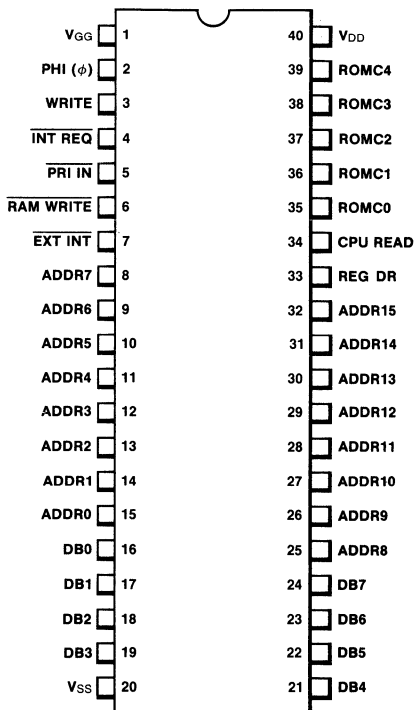 VGG 1 40 VDD
PHI (ϕ) 2 39 ROMC4
WRITE 3 38 ROMC3
INT REQ 4 37 ROMC2
PRI IN 5 36 ROMC1
RAM WRITE 6 35 ROMC0
EXT INT 7 34 CPU READ
ADDR7 8 33 REG DR
ADDR6 9 32 ADDR15
ADDR5 10 31 ADDR14
ADDR4 11 30 ADDR13
ADDR3 12 29 ADDR12
ADDR2 13 28 ADDR11
ADDR1 14 27 ADDR10
ADDR0 15 26 ADDR9
DB0 16 25 ADDR8
DB1 17 24 DB7
DB2 18 23 DB6
DB3 19 22 DB5
VSS 20 21 DB4